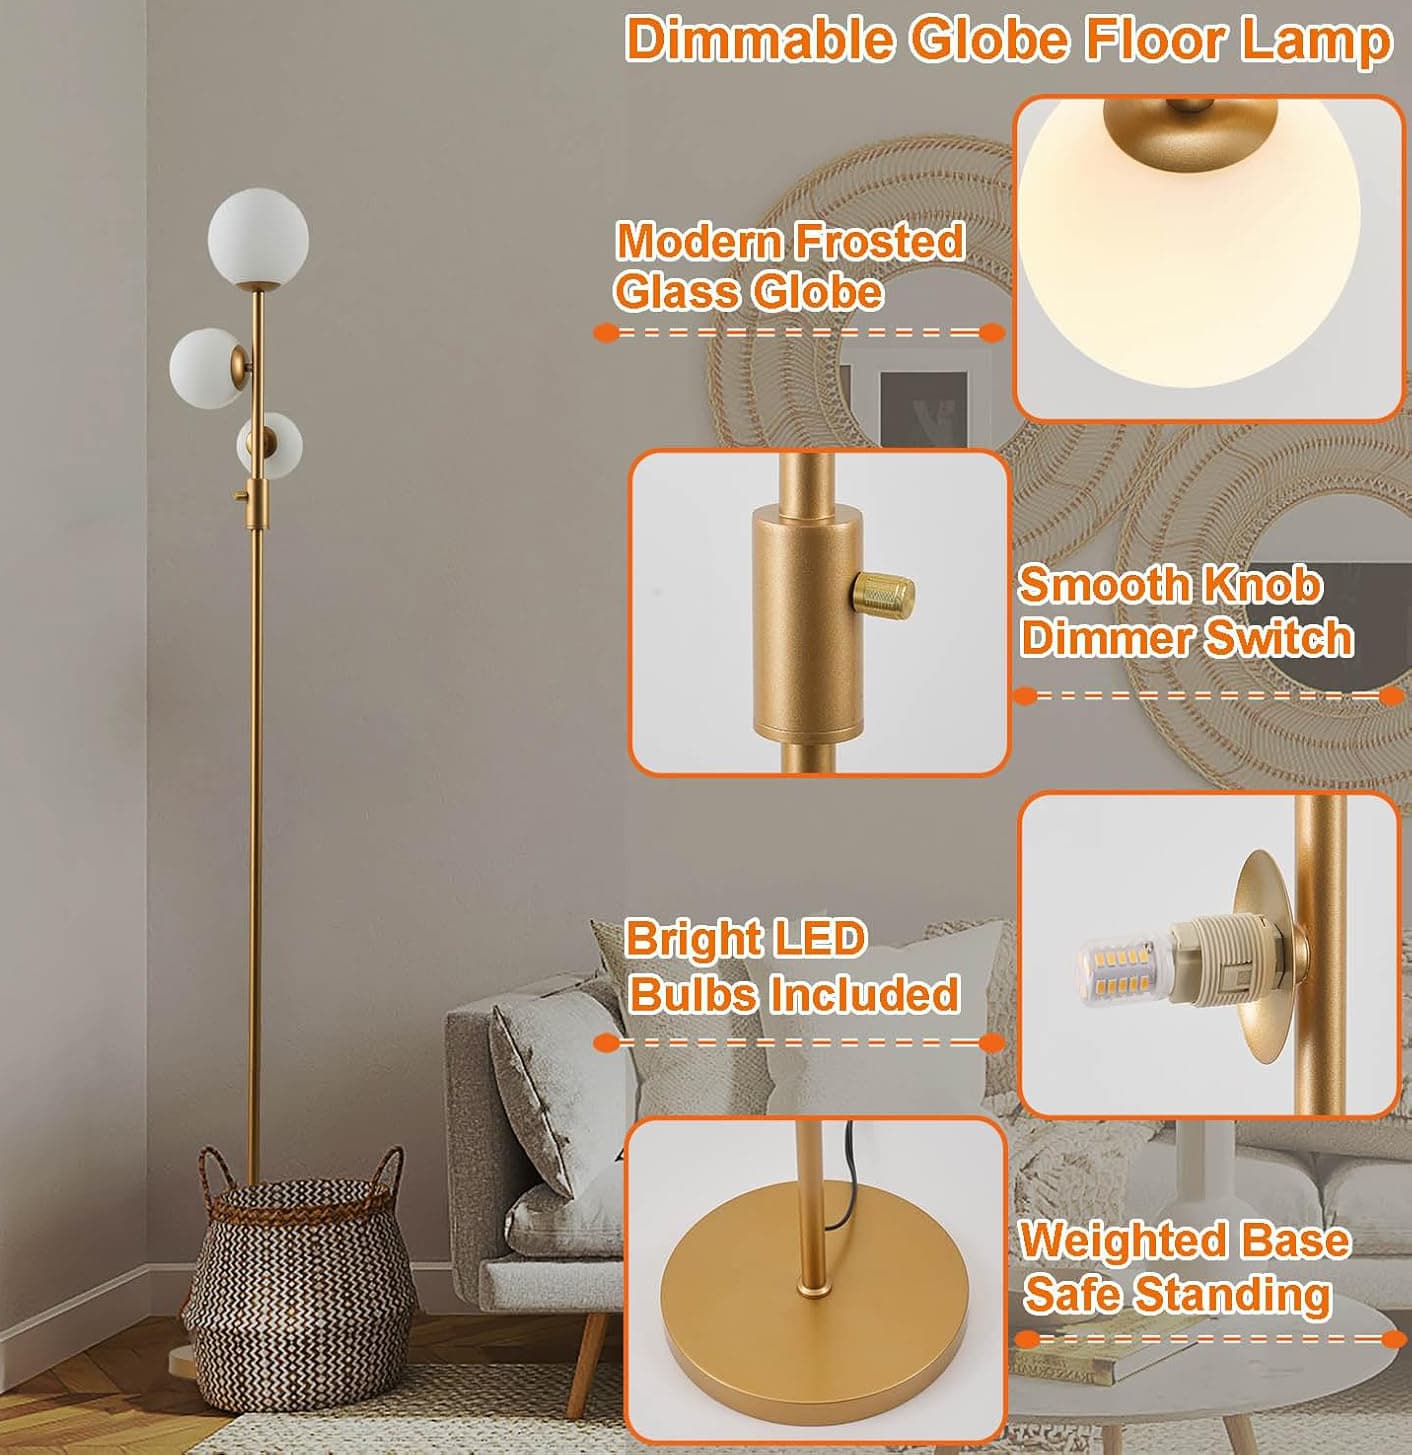 Dimmable Globe Floor Lamp
Modern Frosted
Glass Globe
Smooth Knob
Dimmer Switch
Bright LED
Bulbs Included
Weighted Base
Safe Standing